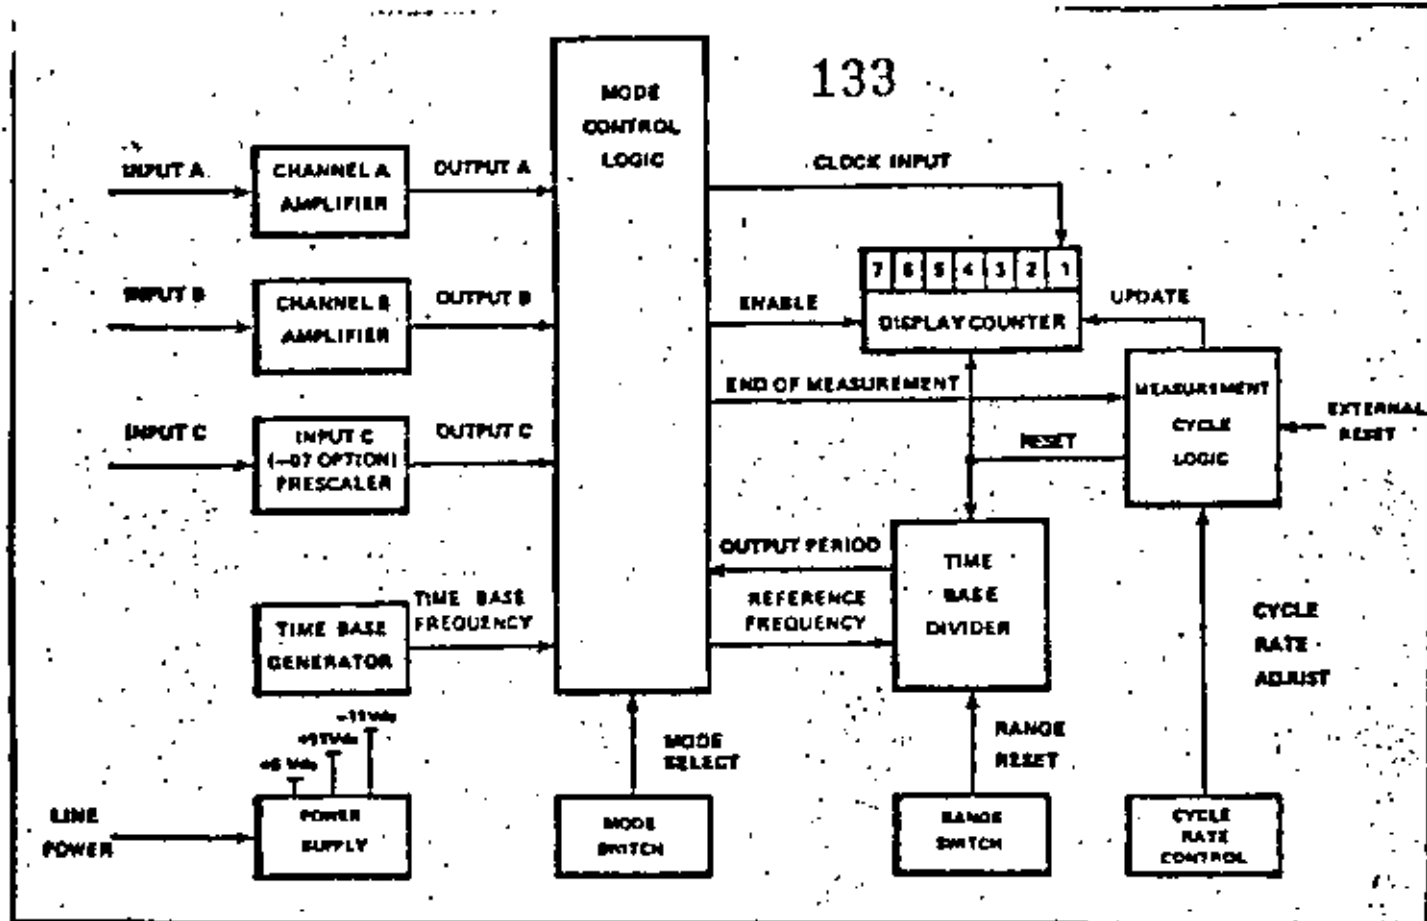 133
MODE
CONTROL
LOGIC
INPUT A
CHANNEL A
AMPLIFIER
OUTPUT A
CLOCK INPUT
7 6 5 4 3 2 1
INPUT B
CHANNEL B
AMPLIFIER
OUTPUT B
ENABLE
DISPLAY COUNTER
UPDATE
END OF MEASUREMENT
MEASUREMENT
CYCLE
LOGIC
EXTERNAL
RESET
INPUT C
INPUT C
(-07 OPTION)
PRESCALER
OUTPUT C
RESET
OUTPUT PERIOD
TIME
BASE
DIVIDER
TIME BASE
GENERATOR
TIME BASE
FREQUENCY
REFERENCE
FREQUENCY
CYCLE
RATE
ADJUST
MODE
SELECT
RANGE
RESET
LINE
POWER
POWER
SUPPLY
MODE
SWITCH
RANGE
SWITCH
CYCLE
RATE
CONTROL